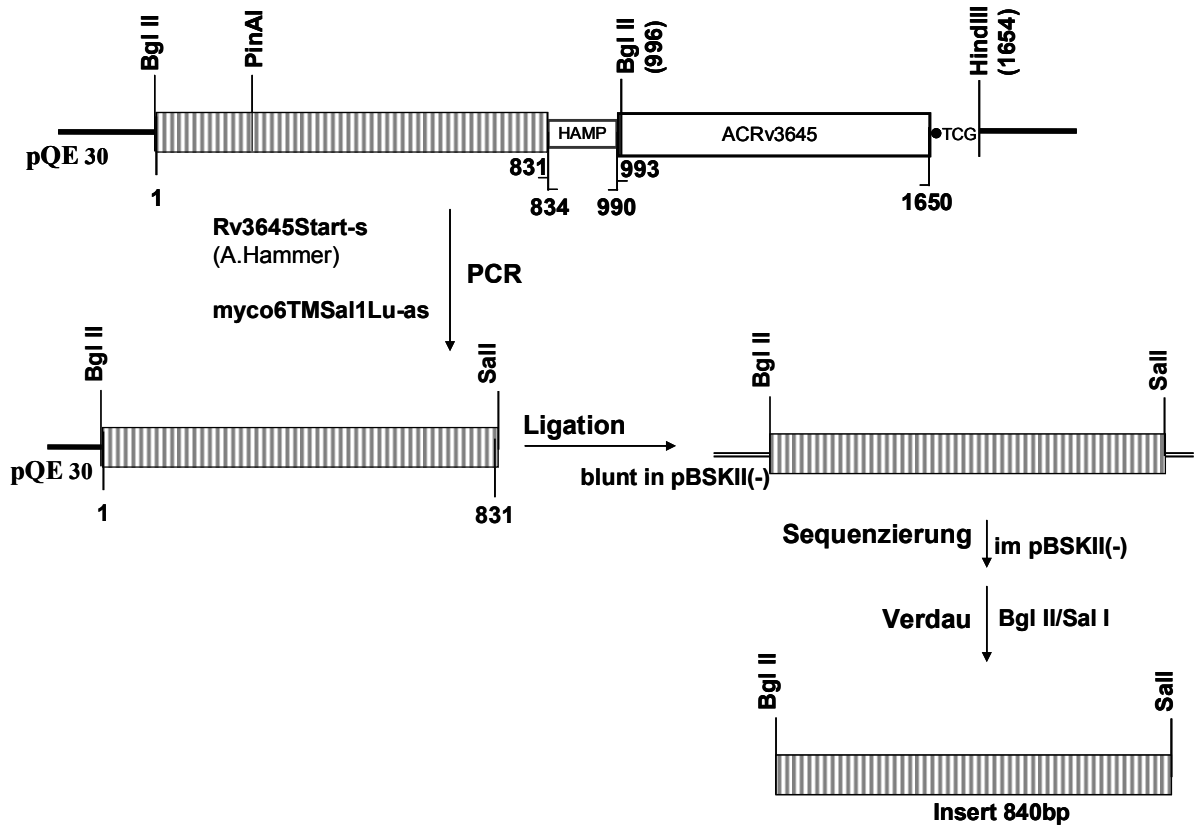 Bgl II
PinAI
Bgl II
(996)
HindIII
(1654)
HAMP
ACRv3645
●TCG
pQE 30
1
831
834
990
993
1650
Rv3645Start-s
(A.Hammer)
myco6TMSal1Lu-as
PCR
Bgl II
SalI
pQE 30
1
831
Ligation
blunt in pBSKII(-)
Bgl II
SalI
Sequenzierung
im pBSKII(-)
Verdau
Bgl II/Sal I
Bgl II
SalI
Insert 840bp